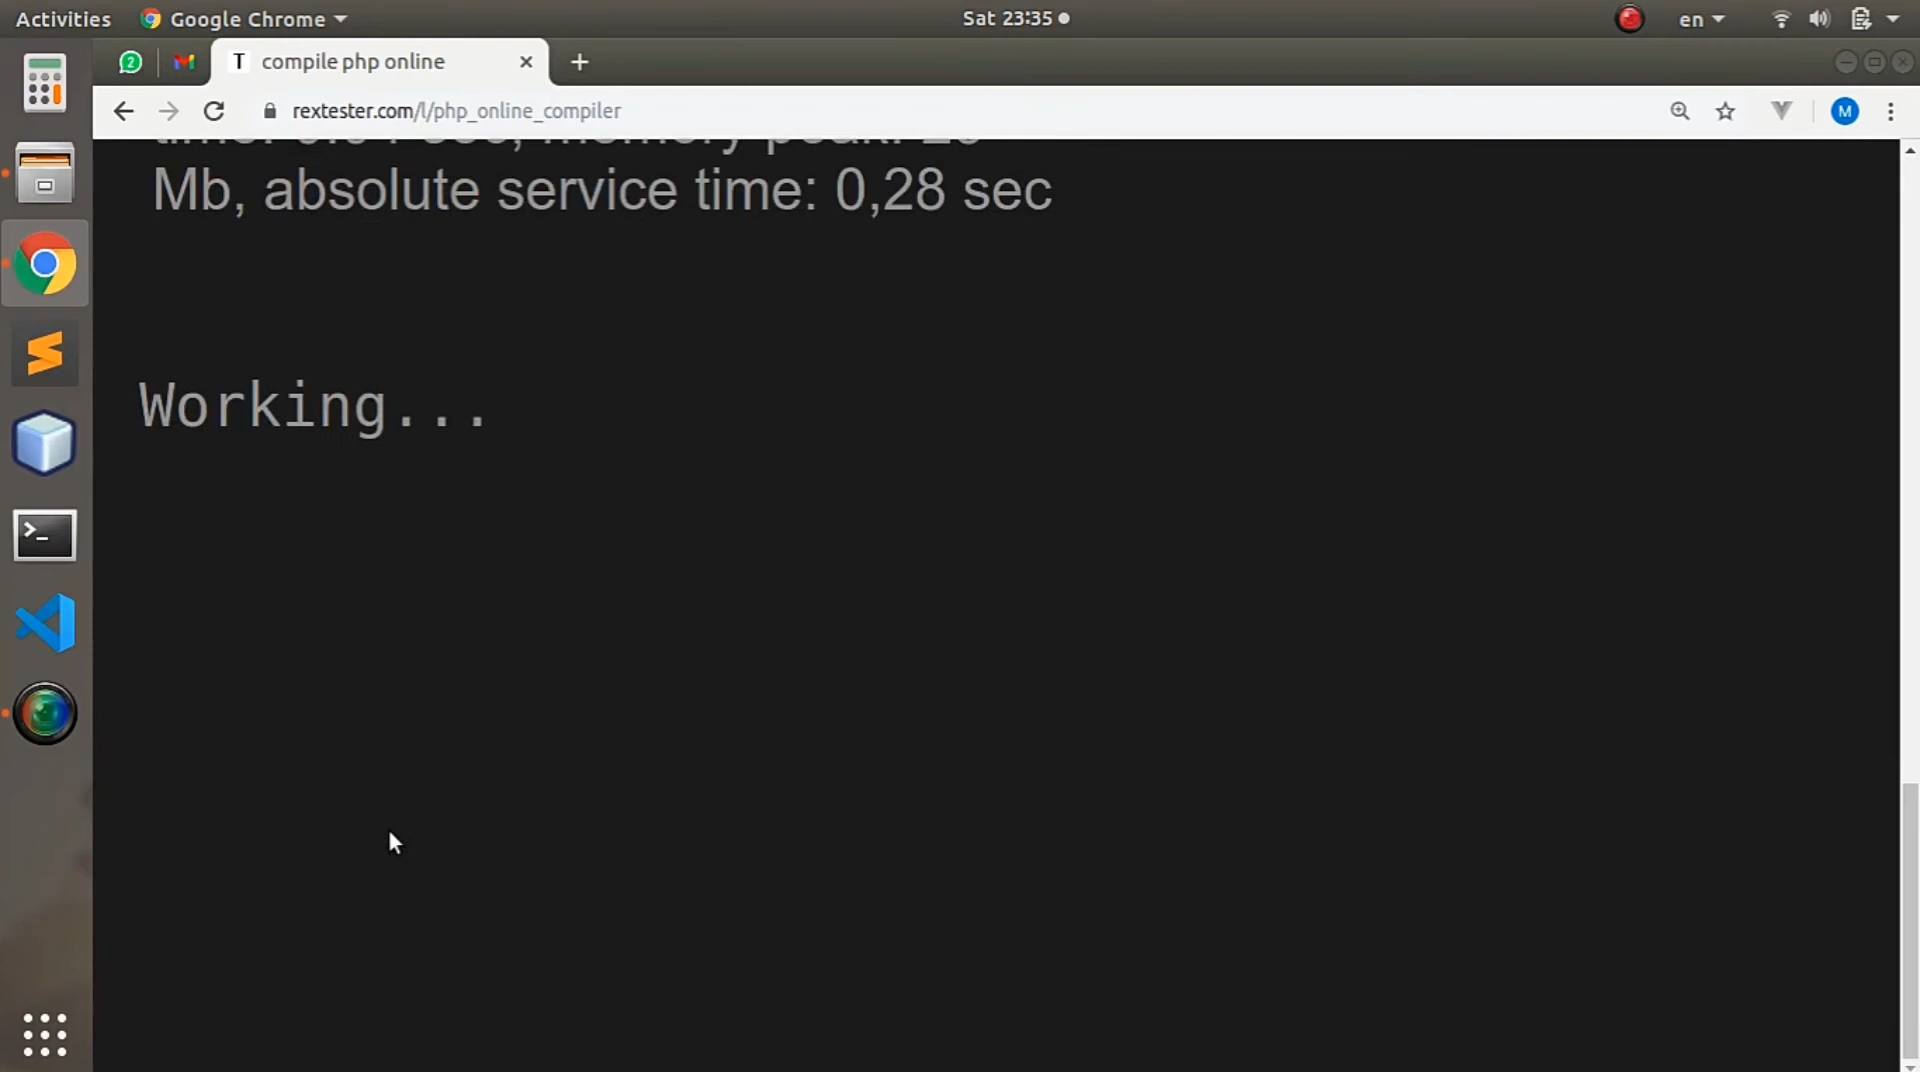 Activities
Google Chrome
Sat 23:35
en
2
T
compile php online
rextester.com/l/php_online_compiler
M
Mb, absolute service time: 0,28 sec
Working...